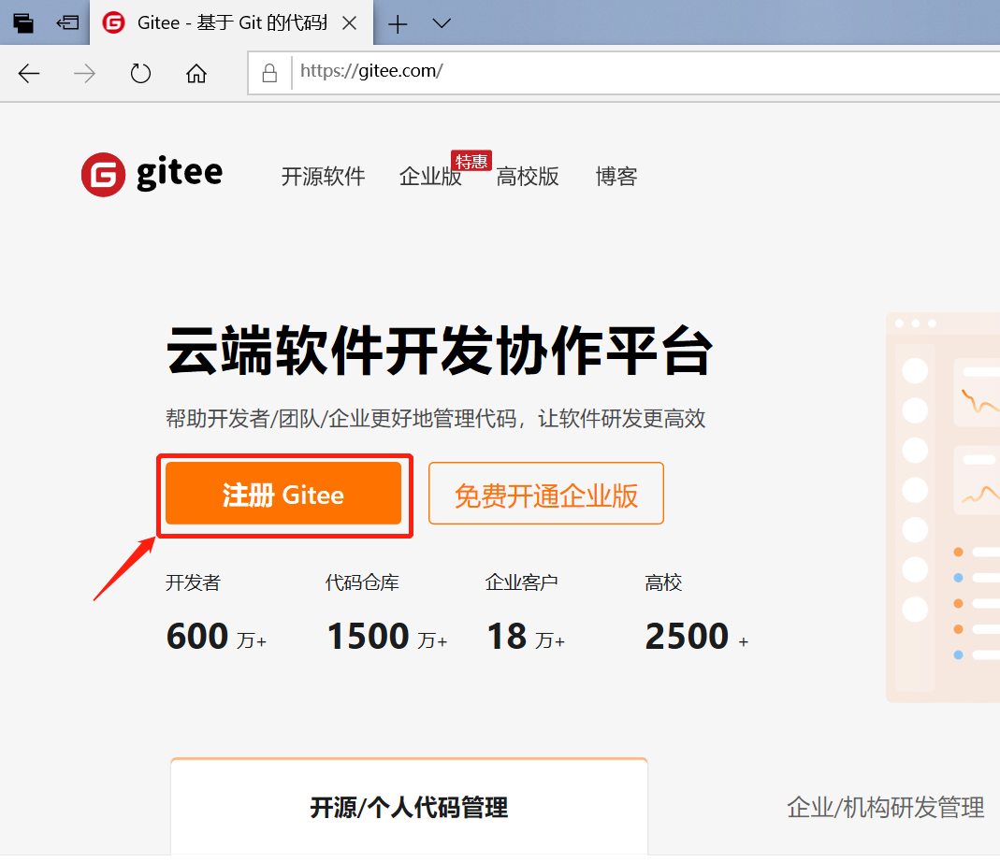 Gitee - 基于 Git 的代码
https://gitee.com/
gitee
开源软件 企业版 特惠 高校版 博客
云端软件开发协作平台
帮助开发者/团队/企业更好地管理代码，让软件研发更高效
注册 Gitee 免费开通企业版
开发者 代码仓库 企业客户 高校
600 万+ 1500 万+ 18 万+ 2500 +
开源/个人代码管理 企业/机构研发管理